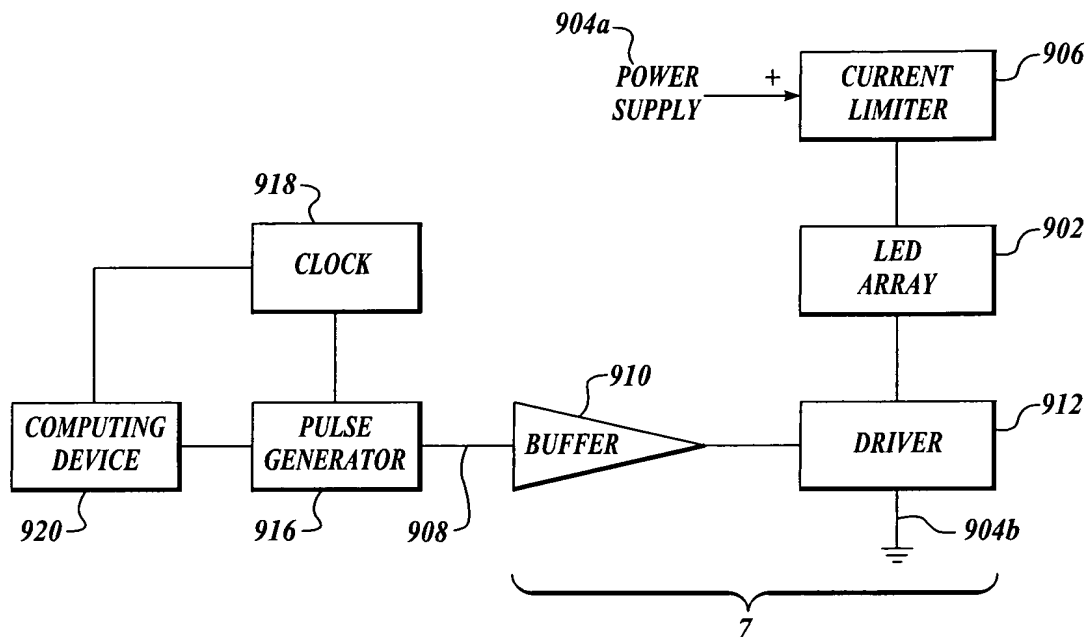 904a
POWER
SUPPLY
+
CURRENT
LIMITER
906
918
CLOCK
LED
ARRAY
902
COMPUTING
DEVICE
920
PULSE
GENERATOR
916
908
BUFFER
910
DRIVER
912
904b
7